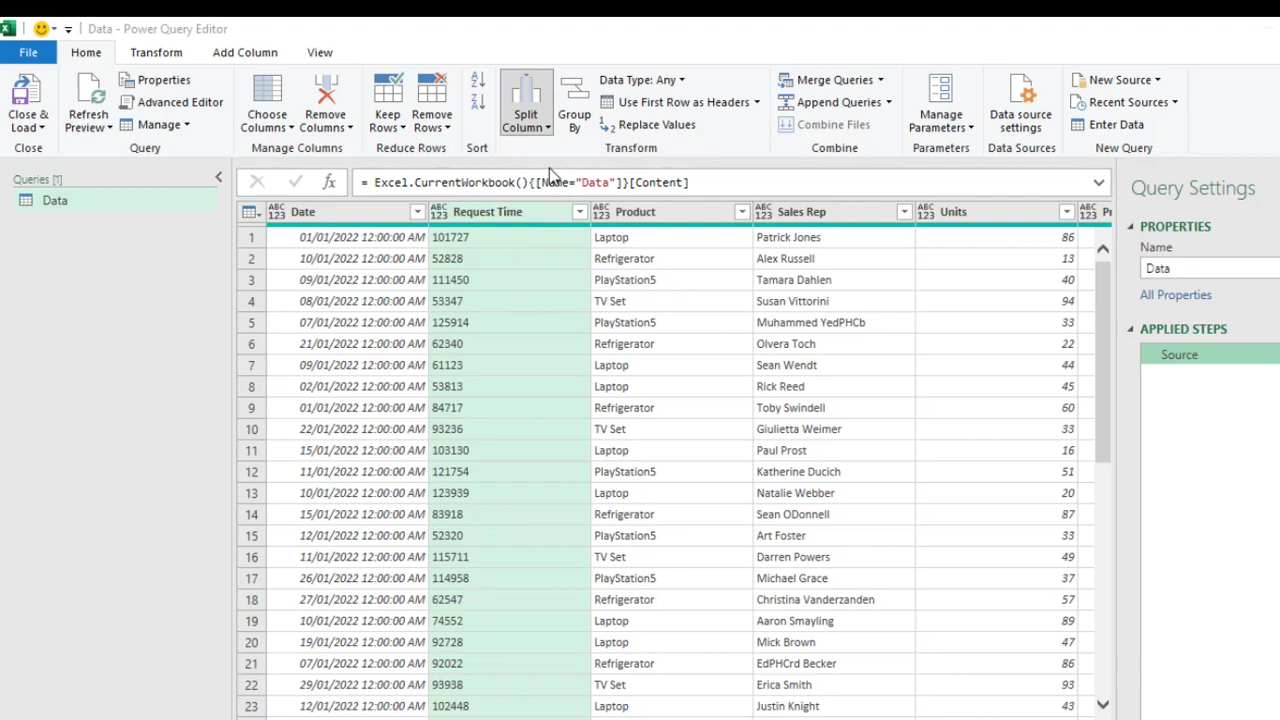 Data - Power Query Editor
File Home Transform Add Column View
Close & Load
Refresh Preview
Properties
Advanced Editor
Manage
Choose Columns
Remove Columns
Keep Rows
Remove Rows
Split Column
Group By
Data Type: Any
Use First Row as Headers
Replace Values
Merge Queries
Append Queries
Combine Files
Manage Parameters
Data source settings
New Source
Recent Sources
Enter Data
Close Query Manage Columns Reduce Rows Sort Transform Combine Parameters Data Sources New Query
Queries [1]
Data
fx = Excel.CurrentWorkbook(){[Name="Data"]}[Content]
ABC 123 Date ABC 123 Request Time ABC 123 Product ABC 123 Sales Rep ABC 123 Units ABC 123 Pr
1 01/01/2022 12:00:00 AM 101727 Laptop Patrick Jones 86
2 10/01/2022 12:00:00 AM 52828 Refrigerator Alex Russell 13
3 09/01/2022 12:00:00 AM 111450 PlayStation5 Tamara Dahlen 40
4 08/01/2022 12:00:00 AM 53347 TV Set Susan Vittorini 94
5 07/01/2022 12:00:00 AM 125914 PlayStation5 Muhammed YedPHCb 33
6 21/01/2022 12:00:00 AM 62340 Refrigerator Olvera Toch 22
7 09/01/2022 12:00:00 AM 61123 Laptop Sean Wendt 44
8 02/01/2022 12:00:00 AM 53813 Laptop Rick Reed 45
9 01/01/2022 12:00:00 AM 84717 Refrigerator Toby Swindell 60
10 22/01/2022 12:00:00 AM 93236 TV Set Giulietta Weimer 33
11 15/01/2022 12:00:00 AM 103130 Laptop Paul Prost 16
12 11/01/2022 12:00:00 AM 121754 PlayStation5 Katherine Ducich 51
13 10/01/2022 12:00:00 AM 123939 Laptop Natalie Webber 20
14 15/01/2022 12:00:00 AM 83918 Refrigerator Sean ODonnell 87
15 12/01/2022 12:00:00 AM 52320 PlayStation5 Art Foster 33
16 11/01/2022 12:00:00 AM 115711 TV Set Darren Powers 49
17 26/01/2022 12:00:00 AM 114958 PlayStation5 Michael Grace 37
18 27/01/2022 12:00:00 AM 62547 Refrigerator Christina Vanderzanden 57
19 10/01/2022 12:00:00 AM 74552 Laptop Aaron Smayling 89
20 19/01/2022 12:00:00 AM 92728 Laptop Mick Brown 47
21 07/01/2022 12:00:00 AM 92022 Refrigerator EdPHCrd Becker 86
22 29/01/2022 12:00:00 AM 93938 TV Set Erica Smith 93
23 12/01/2022 12:00:00 AM 102448 Laptop Justin Knight 43
Query Settings
PROPERTIES
Name
Data
All Properties
APPLIED STEPS
Source